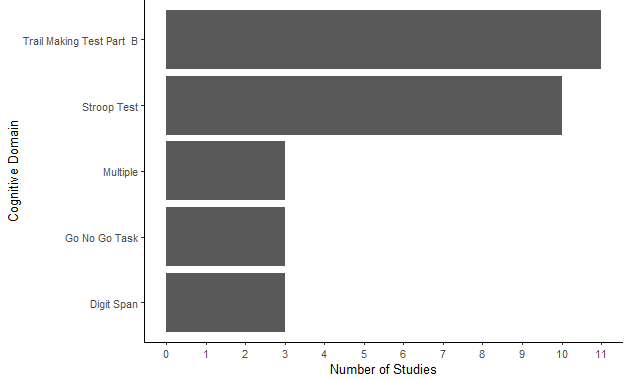 Trail Making Test Part  B
Stroop Test
Multiple
Go No Go Task
Digit Span
Cognitive Domain
0 1 2 3 4 5 6 7 8 9 10 11
Number of Studies